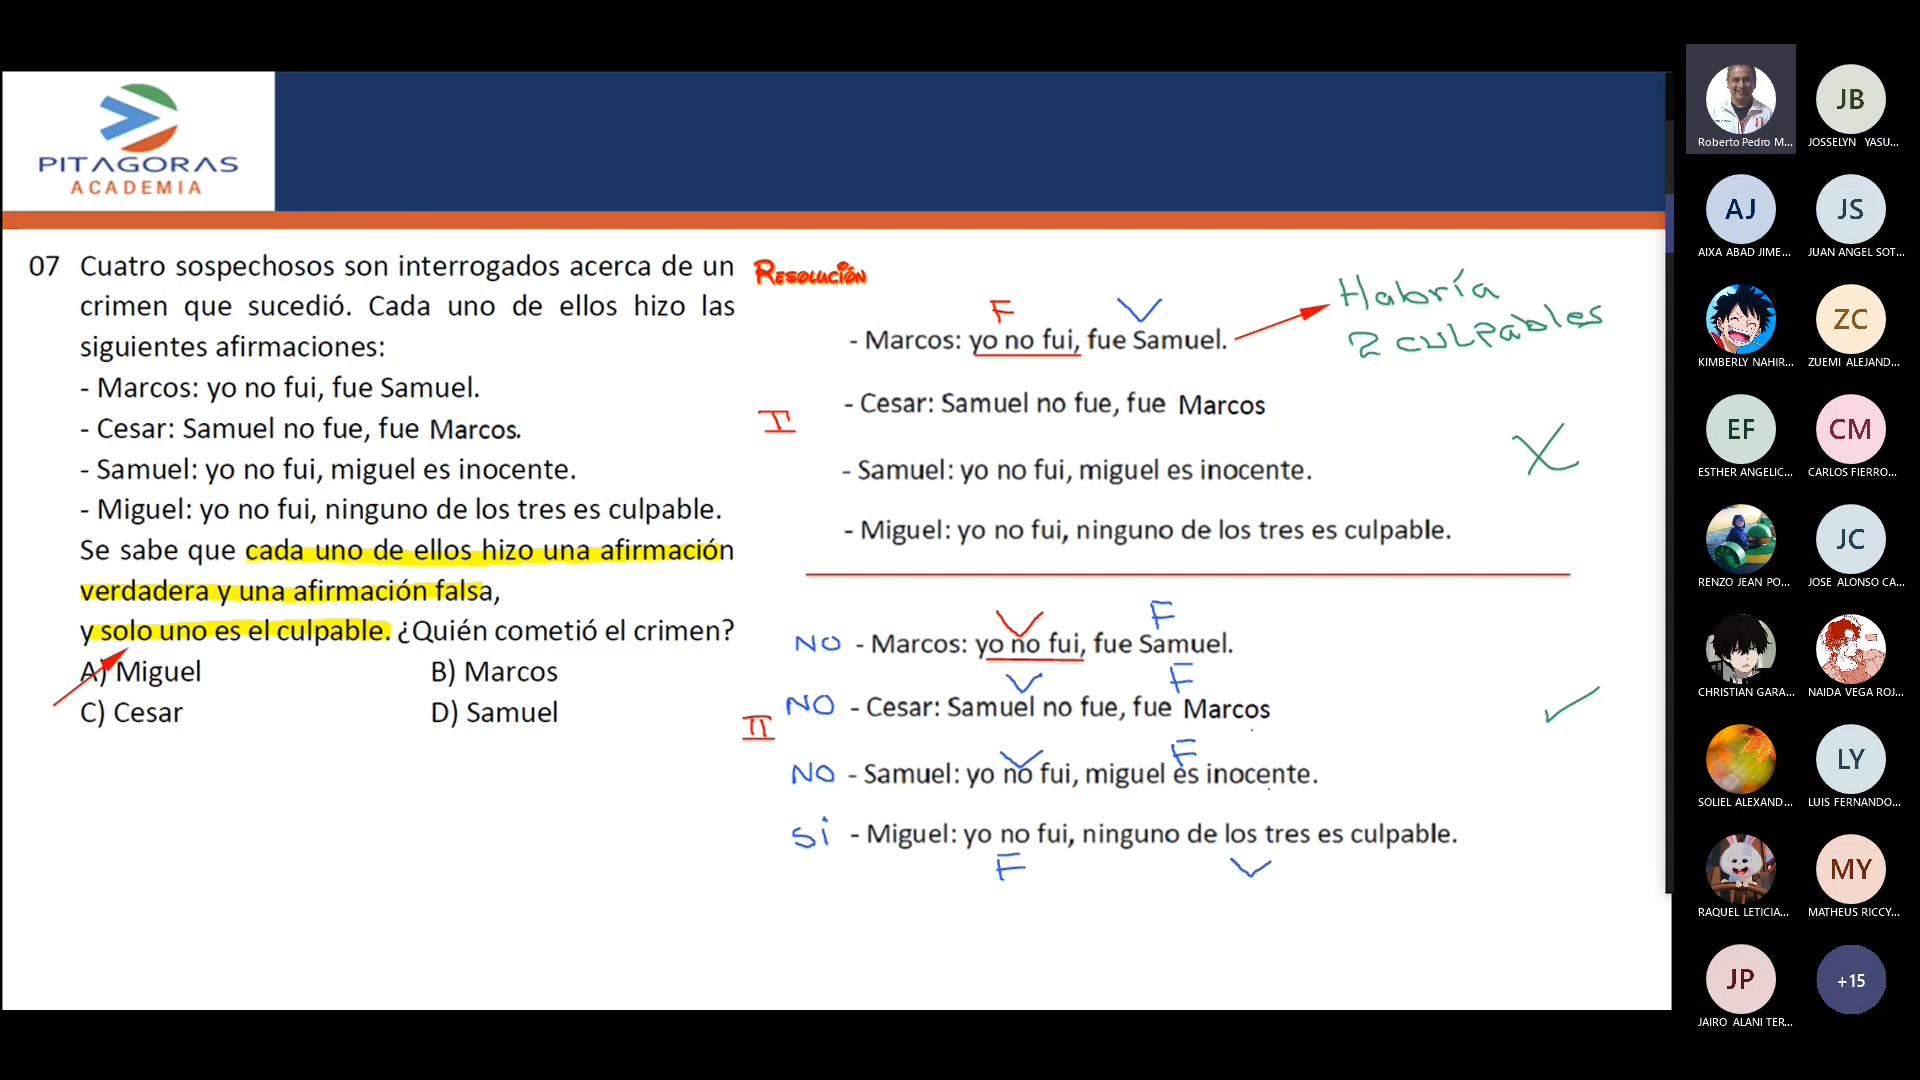 PITAGORAS
ACADEMIA
07 Cuatro sospechosos son interrogados acerca de un
crimen que sucedió. Cada uno de ellos hizo las
siguientes afirmaciones:
- Marcos: yo no fui, fue Samuel.
- Cesar: Samuel no fue, fue Marcos.
- Samuel: yo no fui, miguel es inocente.
- Miguel: yo no fui, ninguno de los tres es culpable.
Se sabe que cada uno de ellos hizo una afirmación
verdadera y una afirmación falsa,
y solo uno es el culpable. ¿Quién cometió el crimen?
A) Miguel B) Marcos
C) Cesar D) Samuel
RESOLUCIÓN
F V
- Marcos: yo no fui, fue Samuel.
Habría
2 culpables
- Cesar: Samuel no fue, fue Marcos
I
- Samuel: yo no fui, miguel es inocente.
- Miguel: yo no fui, ninguno de los tres es culpable.
V F
NO - Marcos: yo no fui, fue Samuel.
V F
NO - Cesar: Samuel no fue, fue Marcos
II
V F
NO - Samuel: yo no fui, miguel es inocente.
Si - Miguel: yo no fui, ninguno de los tres es culpable.
F V
Roberto Pedro M...
JB
JOSSELYN YASU...
AJ
AIXA ABAD JIME...
JS
JUAN ANGEL SOT...
KIMBERLY NAHIR...
ZC
ZUEMI ALEJAND...
EF
ESTHER ANGELIC...
CM
CARLOS FIERRO...
RENZO JEAN PO...
JC
JOSE ALONSO CA...
CHRISTIAN GARA...
NAIDA VEGA ROJ...
SOLIEL ALEXAND...
LY
LUIS FERNANDO...
RAQUEL LETICIA...
MY
MATHEUS RICCY...
JP
JAIRO ALANI TER...
+15